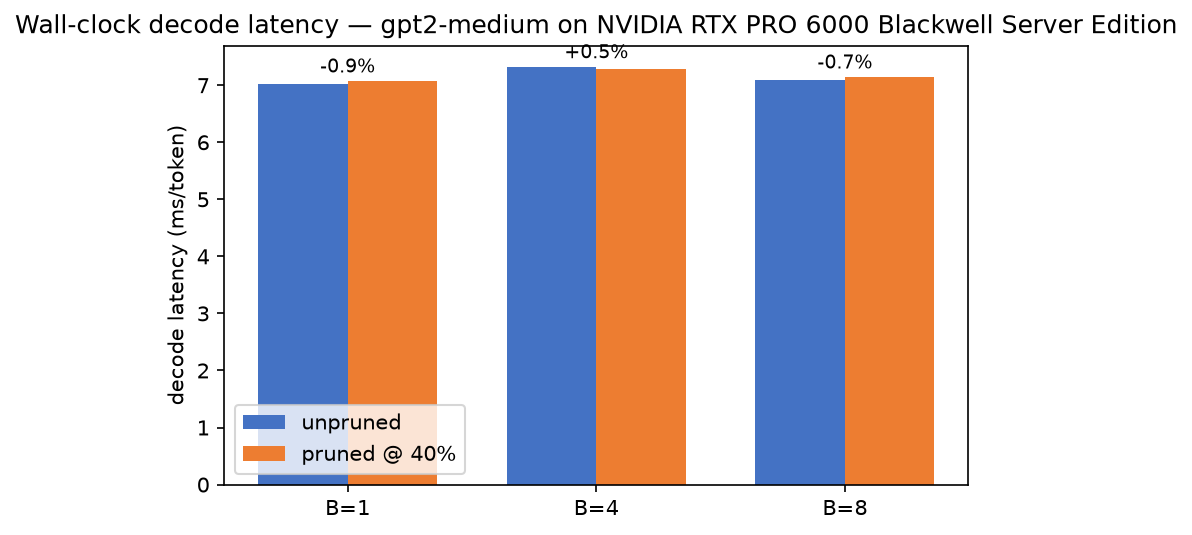 Wall-clock decode latency — gpt2-medium on NVIDIA RTX PRO 6000 Blackwell Server Edition
-0.9%
+0.5%
-0.7%
decode latency (ms/token)
7
6
5
4
3
2
1
0
unpruned
pruned @ 40%
B=1
B=4
B=8